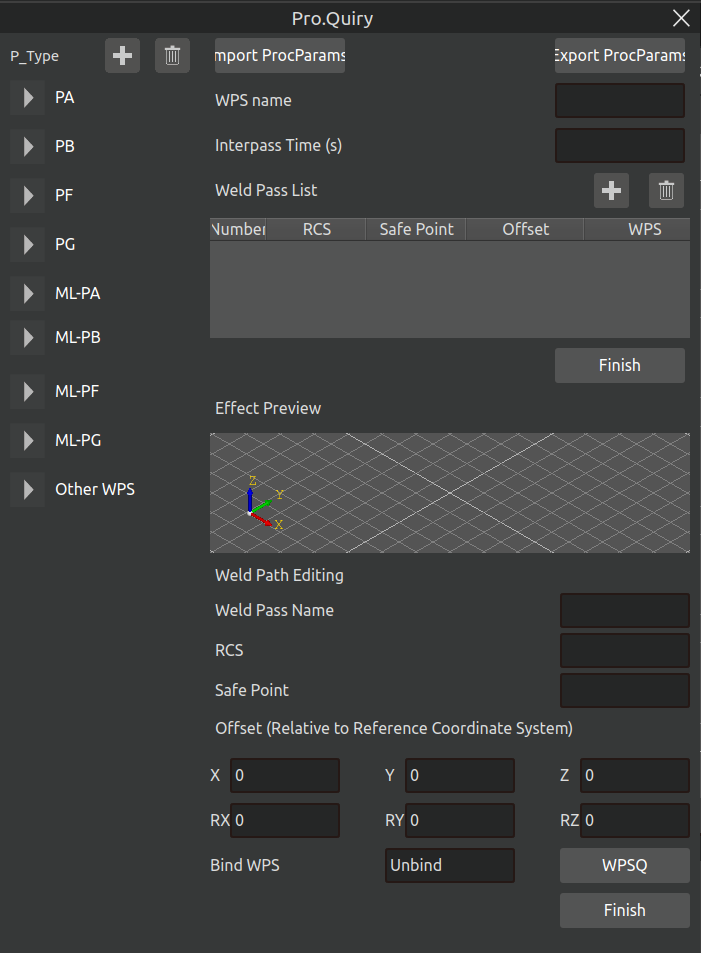 Pro.Quiry
P_Type
PA
PB
PF
PG
ML-PA
ML-PB
ML-PF
ML-PG
Other WPS
mport ProcParams
Export ProcParams
WPS name
Interpass Time (s)
Weld Pass List
Number RCS Safe Point Offset WPS
Finish
Effect Preview
Z
Y
X
Weld Path Editing
Weld Pass Name
RCS
Safe Point
Offset (Relative to Reference Coordinate System)
X 0 Y 0 Z 0
RX 0 RY 0 RZ 0
Bind WPS Unbind WPSQ
Finish